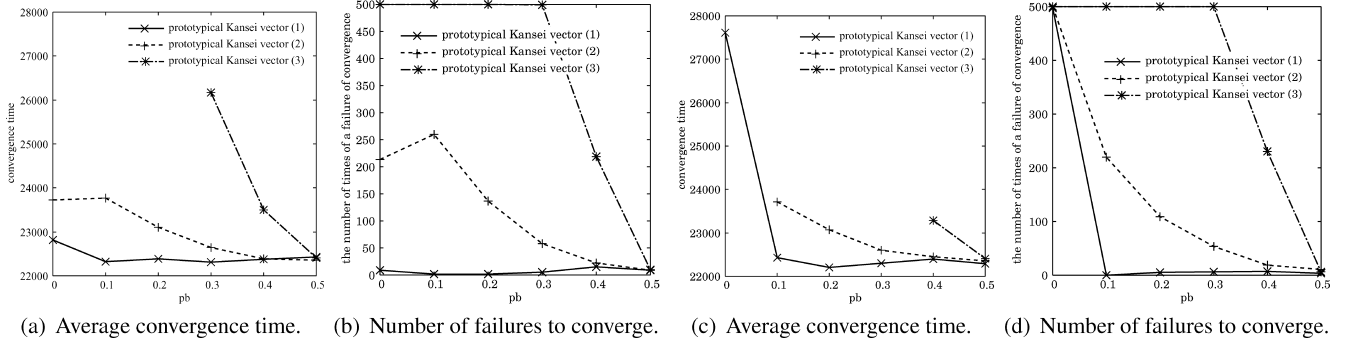 28000
26000
24000
23000
22000
convergence time
0
0.1
0.2
0.3
0.4
0.5
pb
prototypical Kansei vector (1)
prototypical Kansei vector (2)
prototypical Kansei vector (3)
(a) Average convergence time.
500
450
400
350
300
250
200
150
100
50
0
the number of times of a failure of convergence
0
0.1
0.2
0.3
0.4
0.5
pb
prototypical Kansei vector (1)
prototypical Kansei vector (2)
prototypical Kansei vector (3)
(b) Number of failures to converge.
28000
27000
26000
24000
23000
22000
convergence time
0
0.1
0.2
0.3
0.4
0.5
pb
prototypical Kansei vector (1)
prototypical Kansei vector (2)
prototypical Kansei vector (3)
(c) Average convergence time.
500
400
300
200
100
0
the number of times of a failure of convergence
0
0.1
0.2
0.3
0.4
0.5
pb
prototypical Kansei vector (1)
prototypical Kansei vector (2)
prototypical Kansei vector (3)
(d) Number of failures to converge.